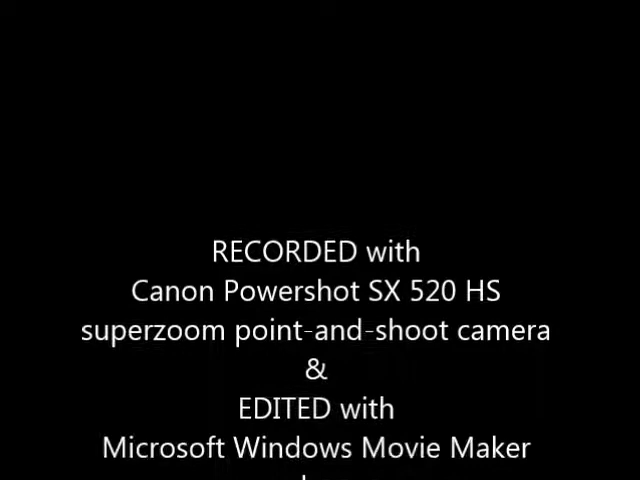 RECORDED with
Canon Powershot SX 520 HS
superzoom point-and-shoot camera
&
EDITED with
Microsoft Windows Movie Maker